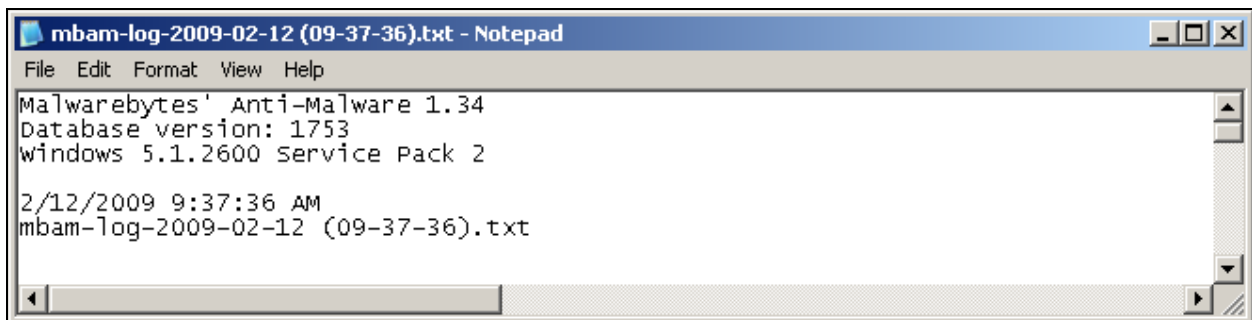 mbam-log-2009-02-12 (09-37-36).txt - Notepad
File Edit Format View Help
Malwarebytes' Anti-Malware 1.34
Database version: 1753
Windows 5.1.2600 Service Pack 2
2/12/2009 9:37:36 AM
mbam-log-2009-02-12 (09-37-36).txt